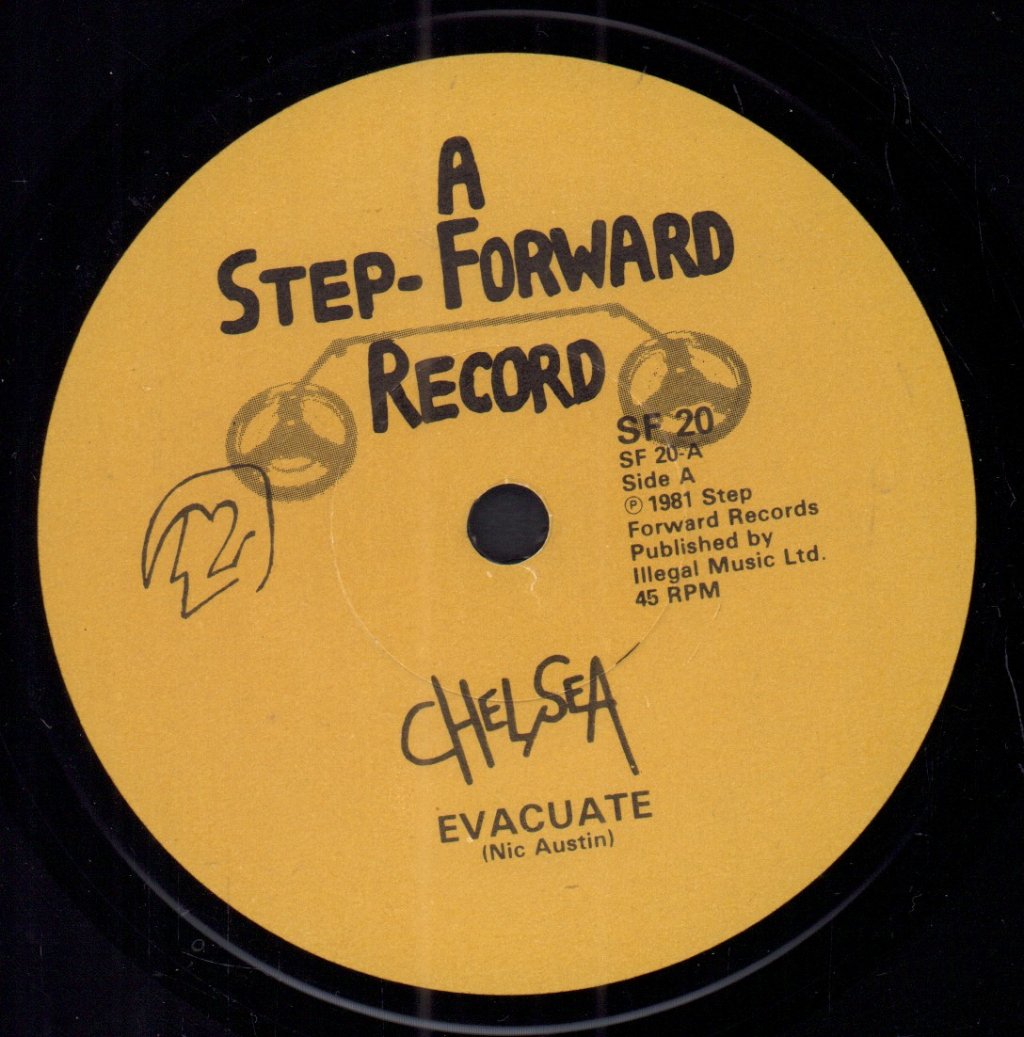 A
STEP-FORWARD
RECORD
SF 20
SF 20-A
Side A
Ⓟ 1981 Step
Forward Records
Published by
Illegal Music Ltd.
45 RPM
CHELSEA
EVACUATE
(Nic Austin)